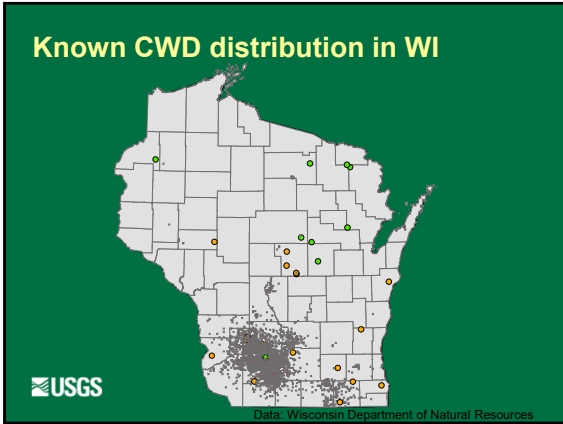 Known CWD distribution in WI
USGS
Data: Wisconsin Department of Natural Resources